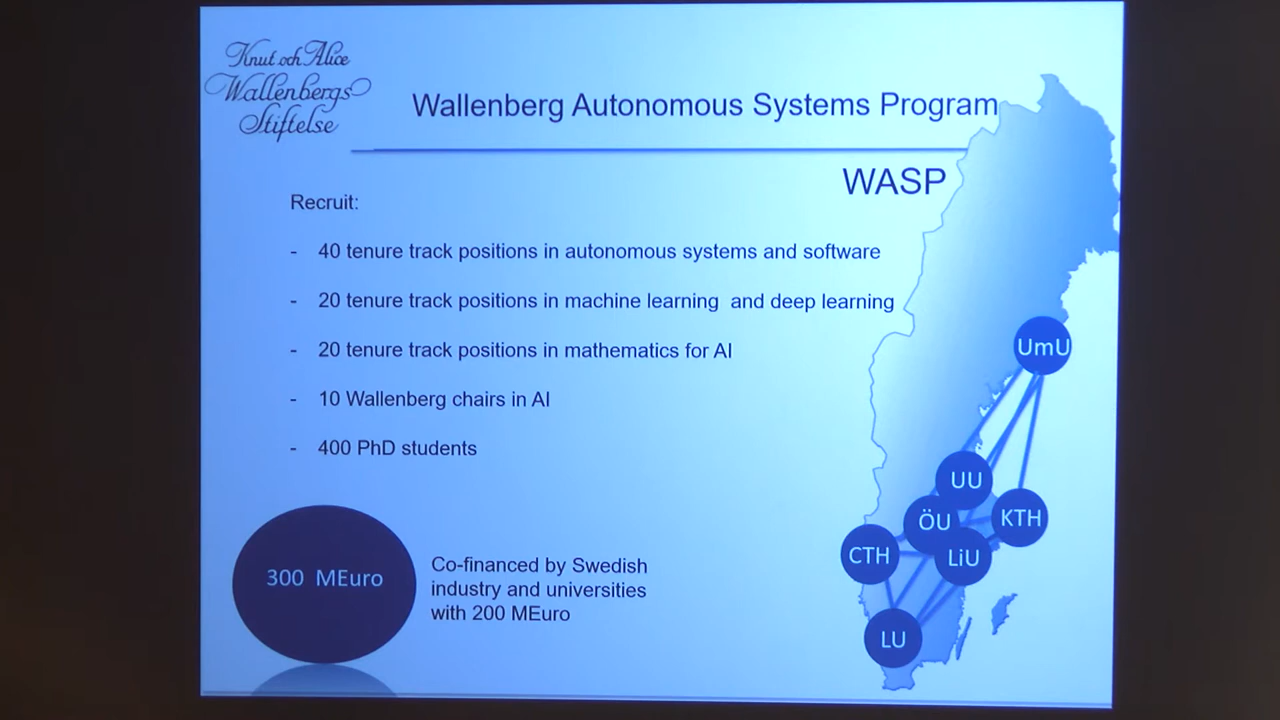 Knut och Alice
Wallenbergs
Stiftelse
Wallenberg Autonomous Systems Program
WASP
Recruit:
- 40 tenure track positions in autonomous systems and software
- 20 tenure track positions in machine learning and deep learning
- 20 tenure track positions in mathematics for AI
- 10 Wallenberg chairs in AI
- 400 PhD students
300 MEuro
Co-financed by Swedish
industry and universities
with 200 MEuro
UmU
UU
ÖU
KTH
CTH
LiU
LU